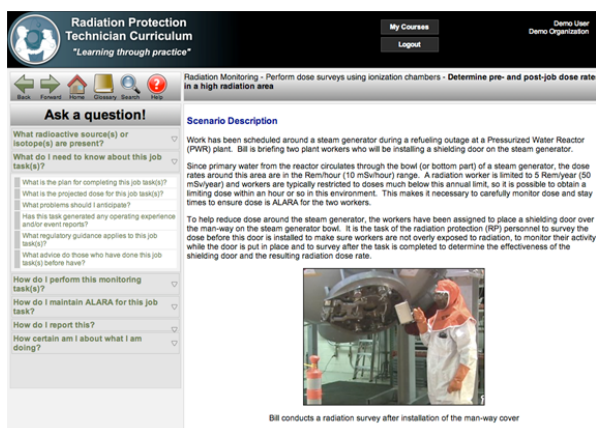 Radiation Protection
Technician Curriculum
"Learning through practice"
My Courses
Logout
Demo User
Demo Organization
Back Forward Home Glossary Search Help
Radiation Monitoring - Perform dose surveys using ionization chambers - Determine pre- and post-job dose rate
in a high radiation area
Ask a question!
What radioactive source(s) or
isotope(s) are present?
What do I need to know about this job
task(s)?
What is the plan for completing this job task(s)?
What is the projected dose for this job task(s)?
What problems should I anticipate?
Has this task generated any operating experience
and/or event reports?
What regulatory guidance applies to this job
task(s)?
What advice do those who have done this job
task(s) before have?
How do I perform this monitoring
task(s)?
How do I maintain ALARA for this job
task?
How do I report this?
How certain am I about what I am
doing?
Scenario Description
Work has been scheduled around a steam generator during a refueling outage at a Pressurized Water Reactor
(PWR) plant. Bill is briefing two plant workers who will be installing a shielding door on the steam generator.
Since primary water from the reactor circulates through the bowl (or bottom part) of a steam generator, the dose
rates around this area are in the Rem/hour (10 mSv/hour) range. A radiation worker is limited to 5 Rem/year (50
mSv/year) and workers are typically restricted to doses much below this annual limit, so it is possible to obtain a
limiting dose within an hour or so in this environment. This makes it necessary to carefully monitor dose and stay
times to ensure dose is ALARA for the two workers.
To help reduce dose around the steam generator, the workers have been assigned to place a shielding door over
the man-way on the steam generator bowl. It is the task of the radiation protection (RP) personnel to survey the
dose before this door is installed to make sure workers are not overly exposed to radiation, to monitor their activity
while the door is put in place and to survey after the task is completed to determine the effectiveness of the
shielding door and the resulting radiation dose rate.
Bill conducts a radiation survey after installation of the man-way cover